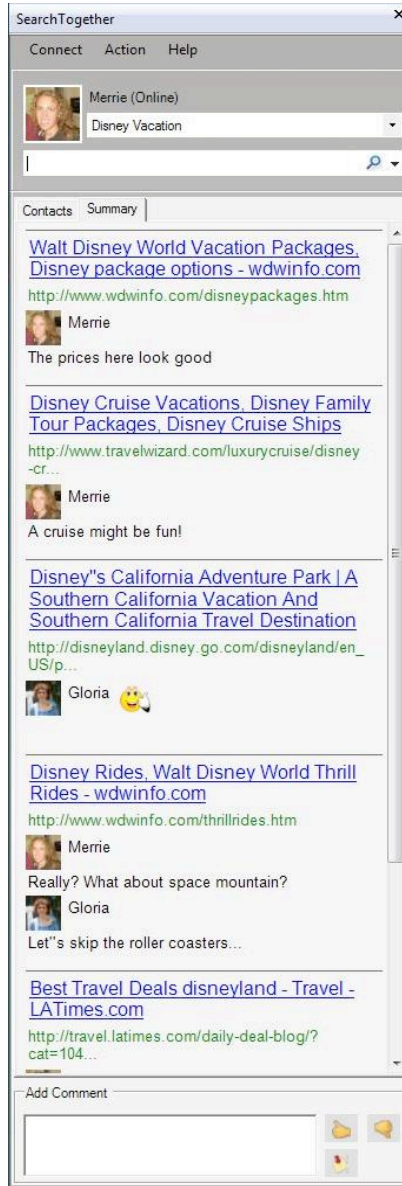 SearchTogether
Connect Action Help
Merrie (Online)
Disney Vacation
Contacts Summary
Walt Disney World Vacation Packages,
Disney package options - wdwinfo.com
http://www.wdwinfo.com/disneypackages.htm
Merrie
The prices here look good
Disney Cruise Vacations, Disney Family
Tour Packages, Disney Cruise Ships
http://www.travelwizard.com/luxurycruise/disney
-cr...
Merrie
A cruise might be fun!
Disney''s California Adventure Park | A
Southern California Vacation And
Southern California Travel Destination
http://disneyland.disney.go.com/disneyland/en_
US/p...
Gloria
Disney Rides, Walt Disney World Thrill
Rides - wdwinfo.com
http://www.wdwinfo.com/thrillrides.htm
Merrie
Really? What about space mountain?
Gloria
Let''s skip the roller coasters...
Best Travel Deals disneyland - Travel -
LATimes.com
http://travel.latimes.com/daily-deal-blog/?
cat=104...
Add Comment